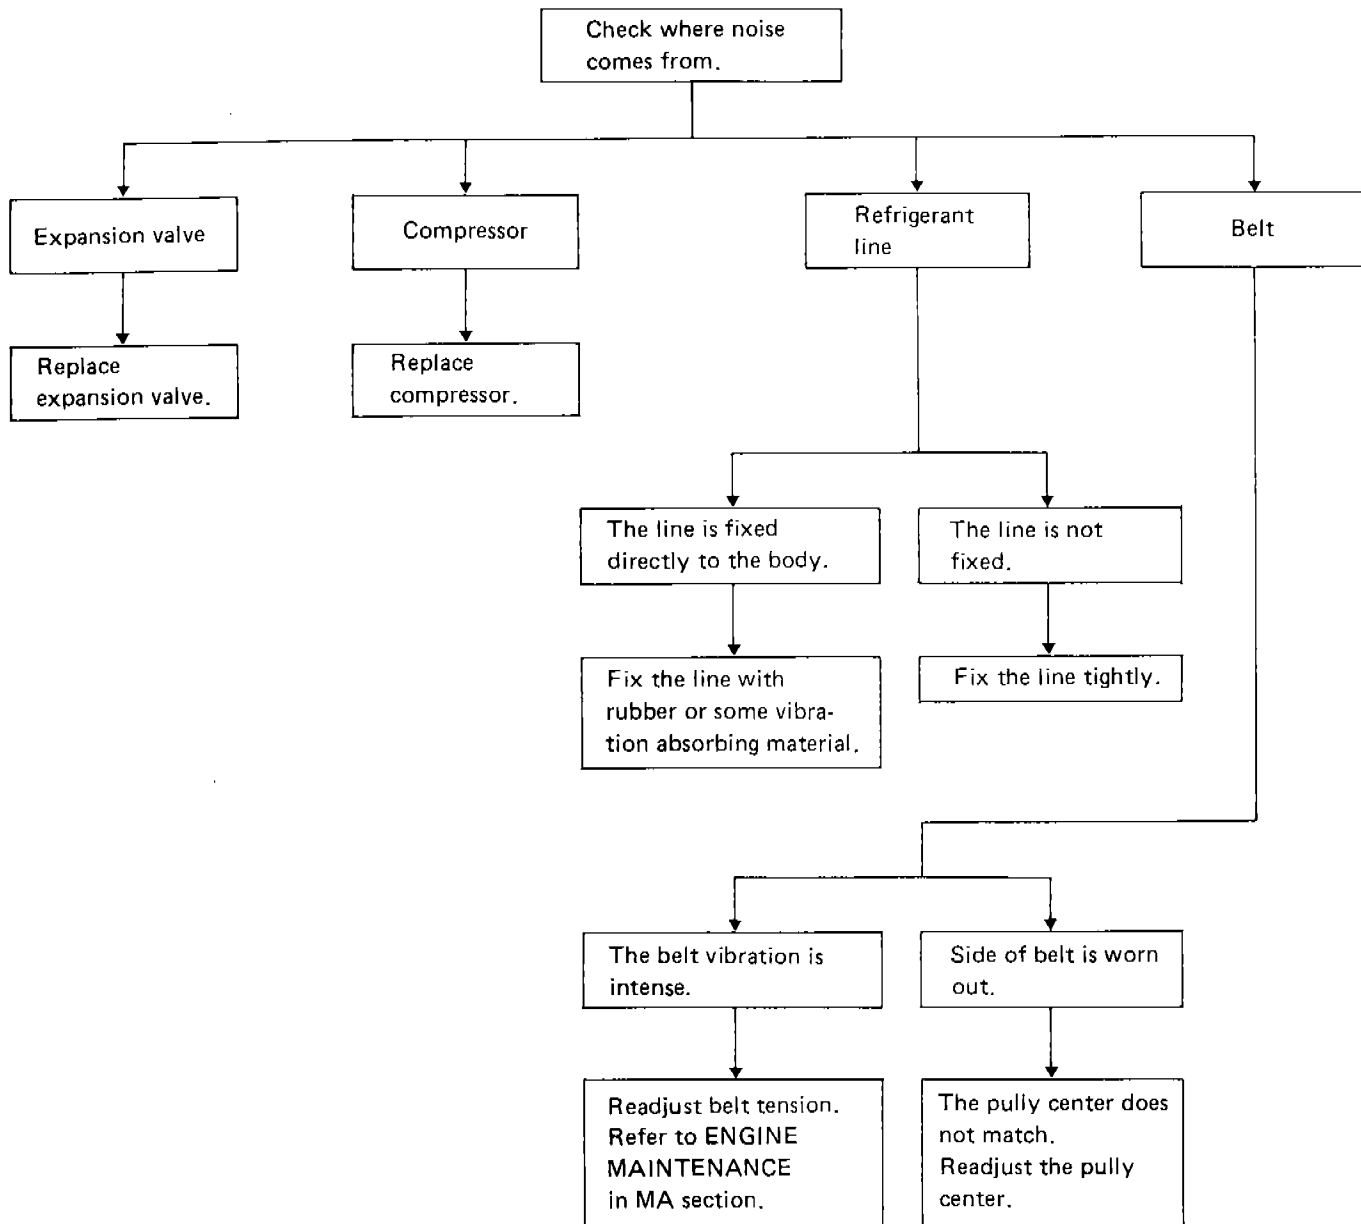 Check where noise
comes from.
Expansion valve
Compressor
Refrigerant
line
Belt
Replace
expansion valve.
Replace
compressor.
The line is fixed
directly to the body.
The line is not
fixed.
Fix the line with
rubber or some vibra-
tion absorbing material.
Fix the line tightly.
The belt vibration is
intense.
Side of belt is worn
out.
Readjust belt tension.
Refer to ENGINE
MAINTENANCE
in MA section.
The pully center does
not match.
Readjust the pully
center.